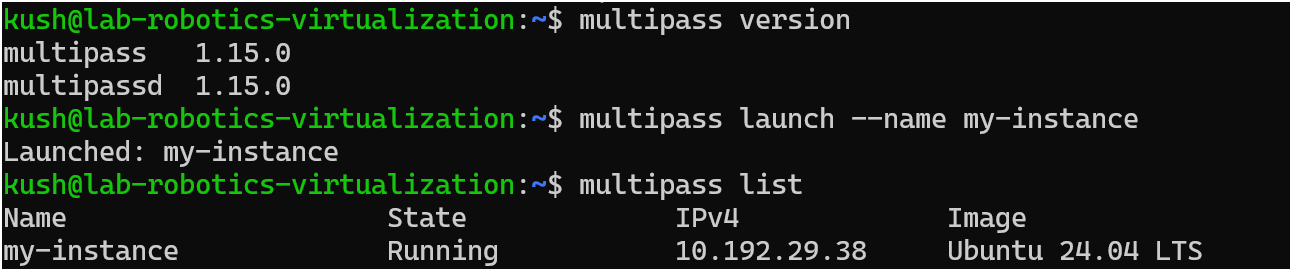 kush@lab-robotics-virtualization:~$ multipass version
multipass   1.15.0
multipassd  1.15.0
kush@lab-robotics-virtualization:~$ multipass launch --name my-instance
Launched: my-instance
kush@lab-robotics-virtualization:~$ multipass list
Name                    State             IPv4             Image
my-instance             Running           10.192.29.38     Ubuntu 24.04 LTS